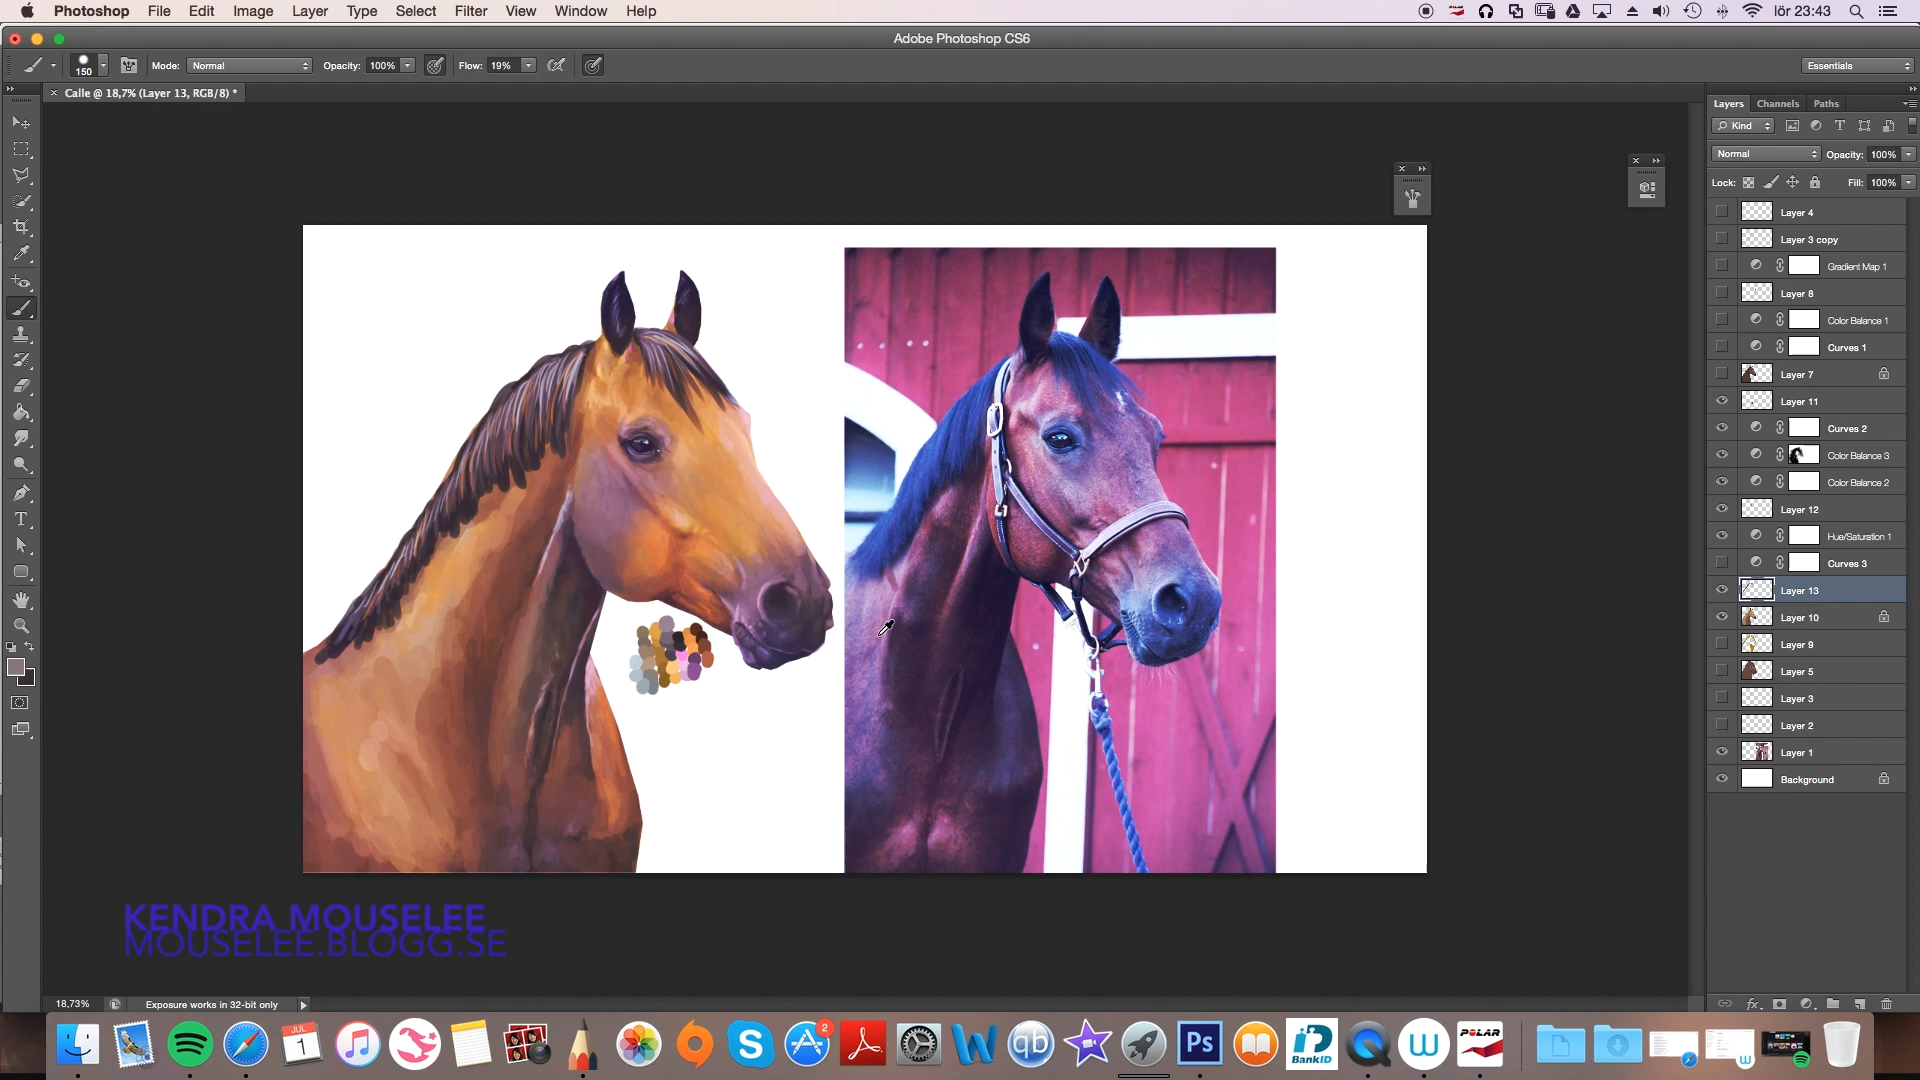 Photoshop File Edit Image Layer Type Select Filter View Window Help lör 23:43
Adobe Photoshop CS6
150 Mode: Normal Opacity: 100% Flow: 19% Essentials
Calle @ 18,7% (Layer 13, RGB/8) *
Layers Channels Paths
Kind
Normal Opacity: 100%
Lock: Fill: 100%
Layer 4
Layer 3 copy
Gradient Map 1
Layer 8
Color Balance 1
Curves 1
Layer 7
Layer 11
Curves 2
Color Balance 3
Color Balance 2
Layer 12
Hue/Saturation 1
Curves 3
Layer 13
Layer 10
Layer 9
Layer 5
Layer 3
Layer 2
Layer 1
Background
KENDRA MOUSELEE
MOUSELEE.BLOGG.SE
18,73% Exposure works in 32-bit only
fx
JUL
1
2
W
qb
Ps
BankID
W
POLAR